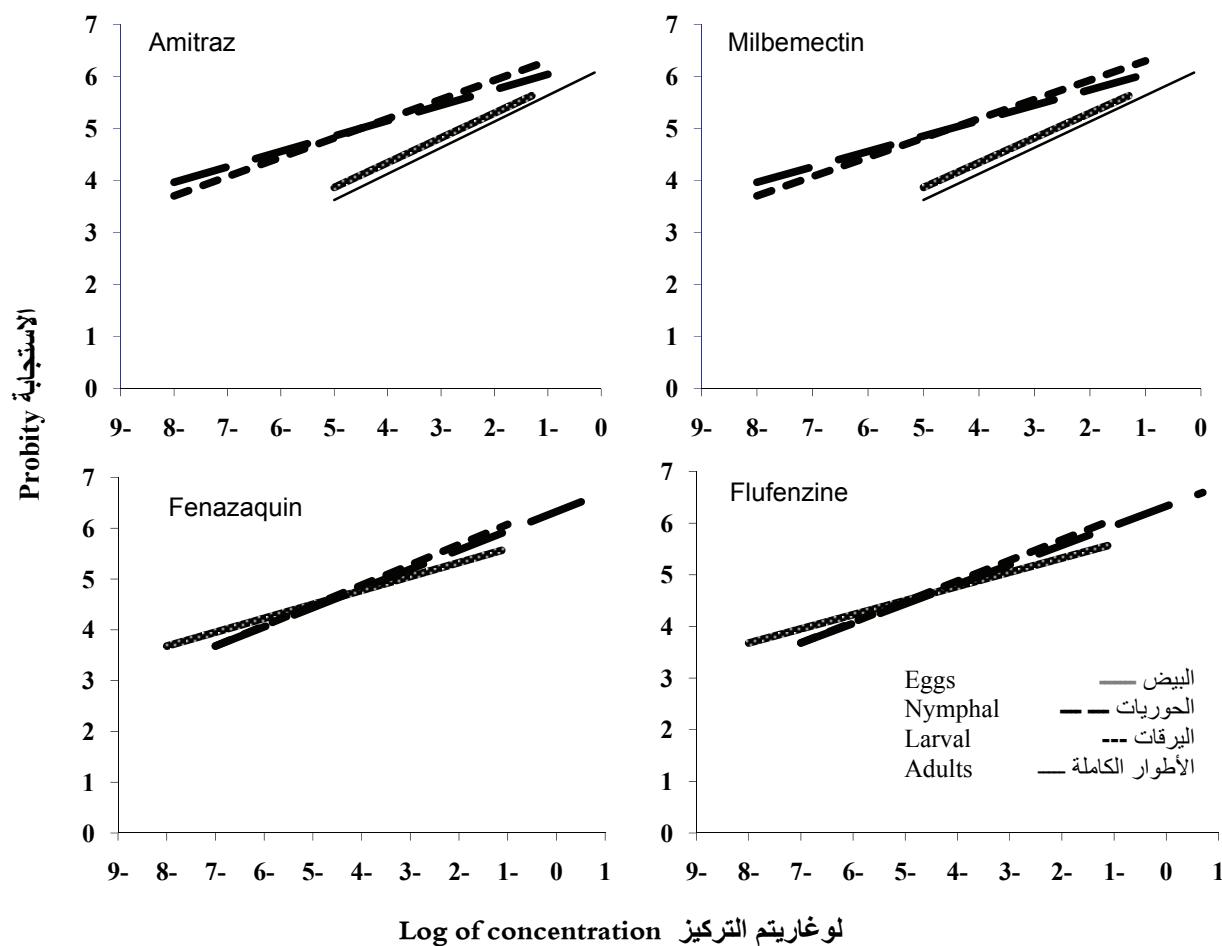 Amitraz
7
6
5
4
3
2
1
0
9- 8- 7- 6- 5- 4- 3- 2- 1- 0
Milbemectin
7
6
5
4
3
2
1
0
9- 8- 7- 6- 5- 4- 3- 2- 1- 0
Probity الاستجابة
Fenazaquin
7
6
5
4
3
2
1
0
9- 8- 7- 6- 5- 4- 3- 2- 1- 0 1
Flufenzine
7
6
5
4
3
2
1
0
9- 8- 7- 6- 5- 4- 3- 2- 1- 0 1
Eggs البيض
Nymphal الحوريات
Larval اليرقات
Adults الأطوار الكاملة
Log of concentration لوغاريتم التركيز